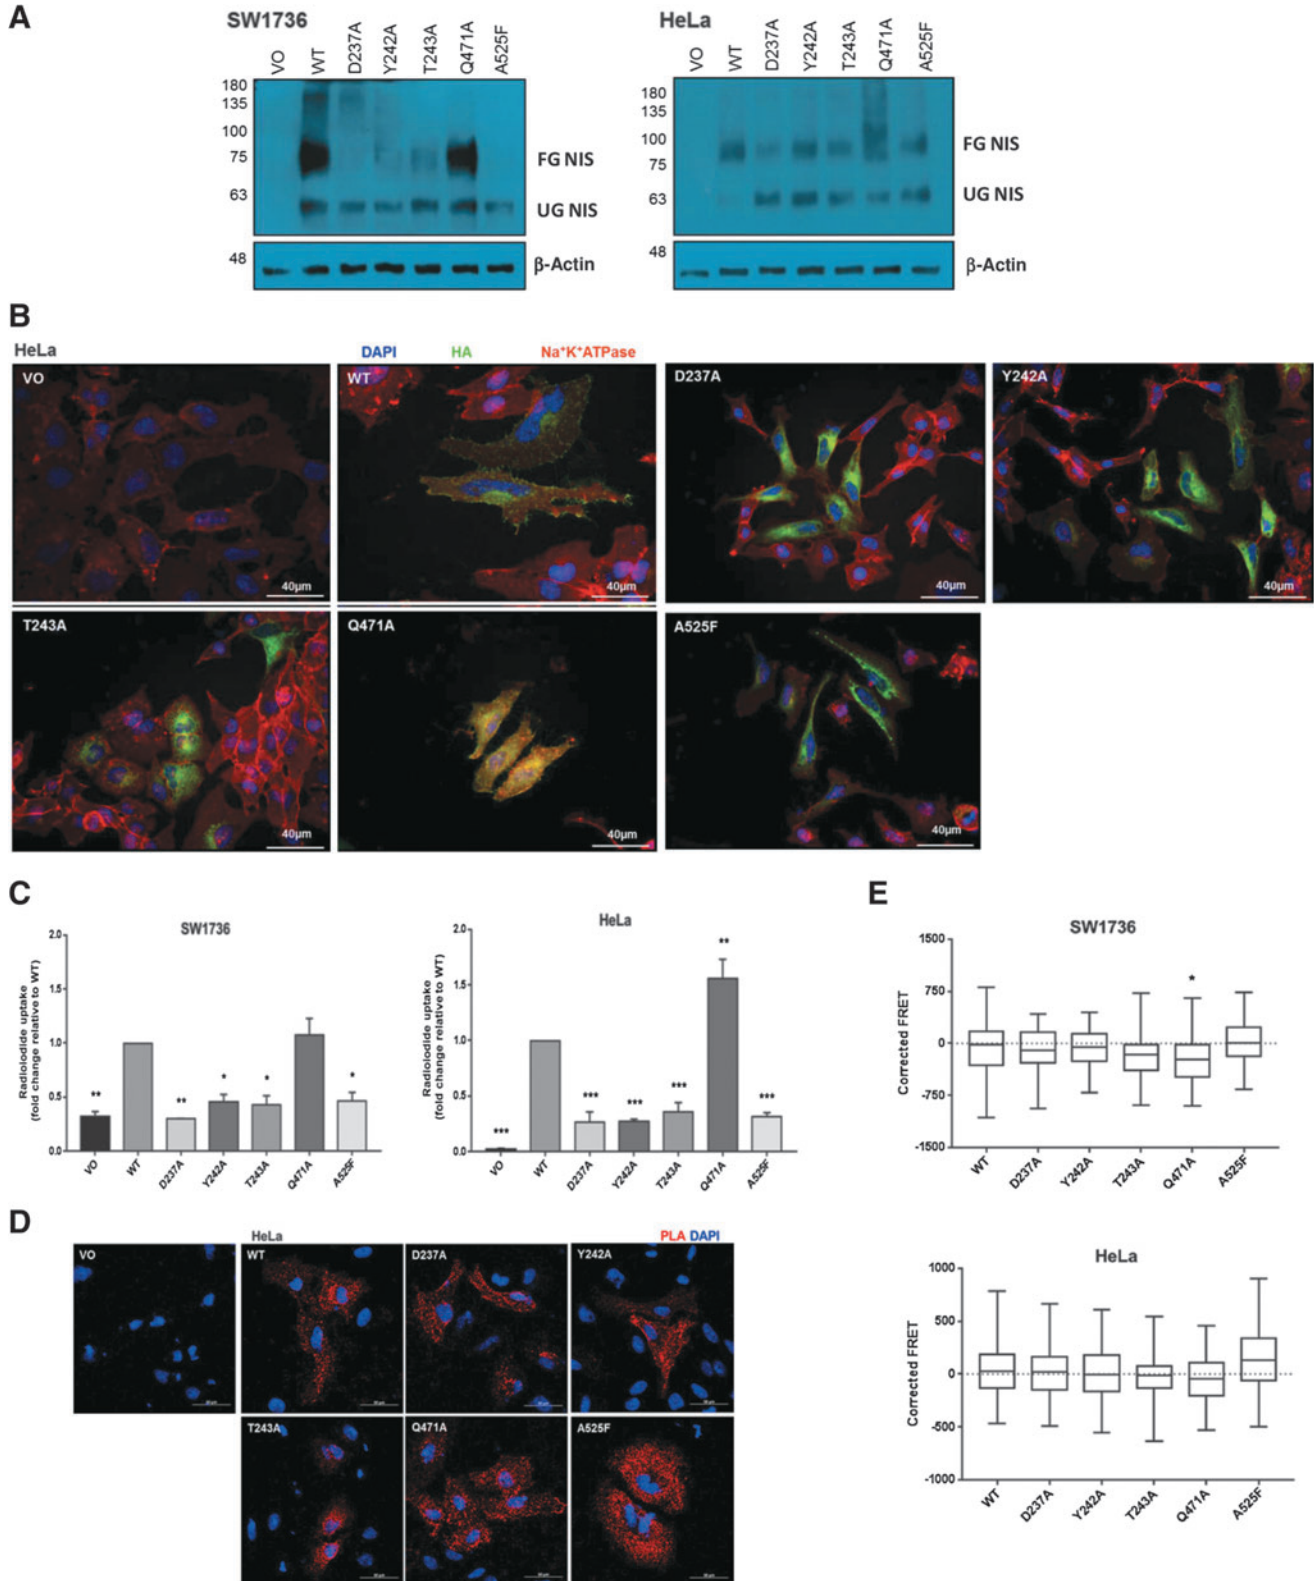 A
SW1736
VO WT D237A Y242A T243A Q471A A525F
180
135
100
75
63
48
FG NIS
UG NIS
β-Actin
HeLa
VO WT D237A Y242A T243A Q471A A525F
180
135
100
75
63
48
FG NIS
UG NIS
β-Actin
B
HeLa
DAPI HA Na⁺K⁺ATPase
VO
40µm
WT
40µm
D237A
40µm
Y242A
40µm
T243A
40µm
Q471A
40µm
A525F
40µm
C
SW1736
Radioiodide uptake
(fold change relative to WT)
2.0
1.5
1.0
0.5
0.0
** ** * * *
VO WT D237A Y242A T243A Q471A A525F
HeLa
Radioiodide uptake
(fold change relative to WT)
2.0
1.5
1.0
0.5
0.0
*** *** *** *** ** ***
VO WT D237A Y242A T243A Q471A A525F
D
HeLa
PLA DAPI
VO
WT
D237A
Y242A
T243A
Q471A
A525F
E
SW1736
Corrected FRET
1500
750
0
-750
-1500
*
WT D237A Y242A T243A Q471A A525F
HeLa
Corrected FRET
1000
500
0
-500
-1000
WT D237A Y242A T243A Q471A A525F